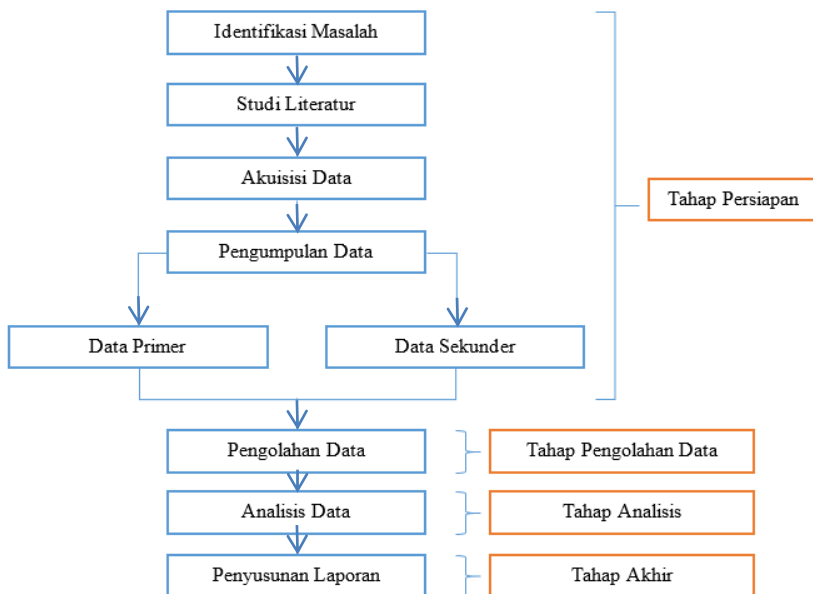 Identifikasi Masalah
Studi Literatur
Akuisisi Data
Tahap Persiapan
Pengumpulan Data
Data Primer
Data Sekunder
Pengolahan Data
Tahap Pengolahan Data
Analisis Data
Tahap Analisis
Penyusunan Laporan
Tahap Akhir